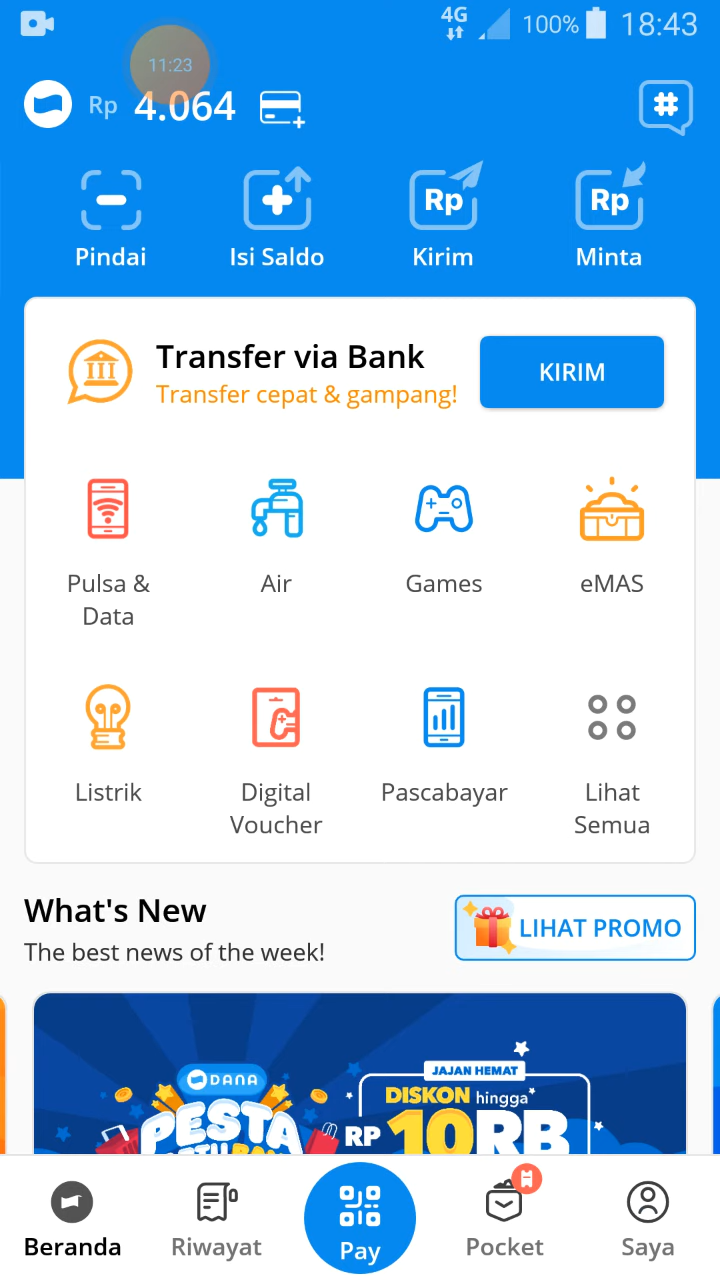 4G 100% 18:43
11:23
Rp 4.064
Pindai
Isi Saldo
Rp
Kirim
Rp
Minta
Transfer via Bank
Transfer cepat & gampang!
KIRIM
Pulsa &
Data
Air
Games
eMAS
Listrik
Digital
Voucher
Pascabayar
Lihat
Semua
What's New
The best news of the week!
LIHAT PROMO
DANA
PESTA
JAJAN HEMAT
DISKON hingga
RP 10RB
Beranda
Riwayat
Pay
Pocket
Saya